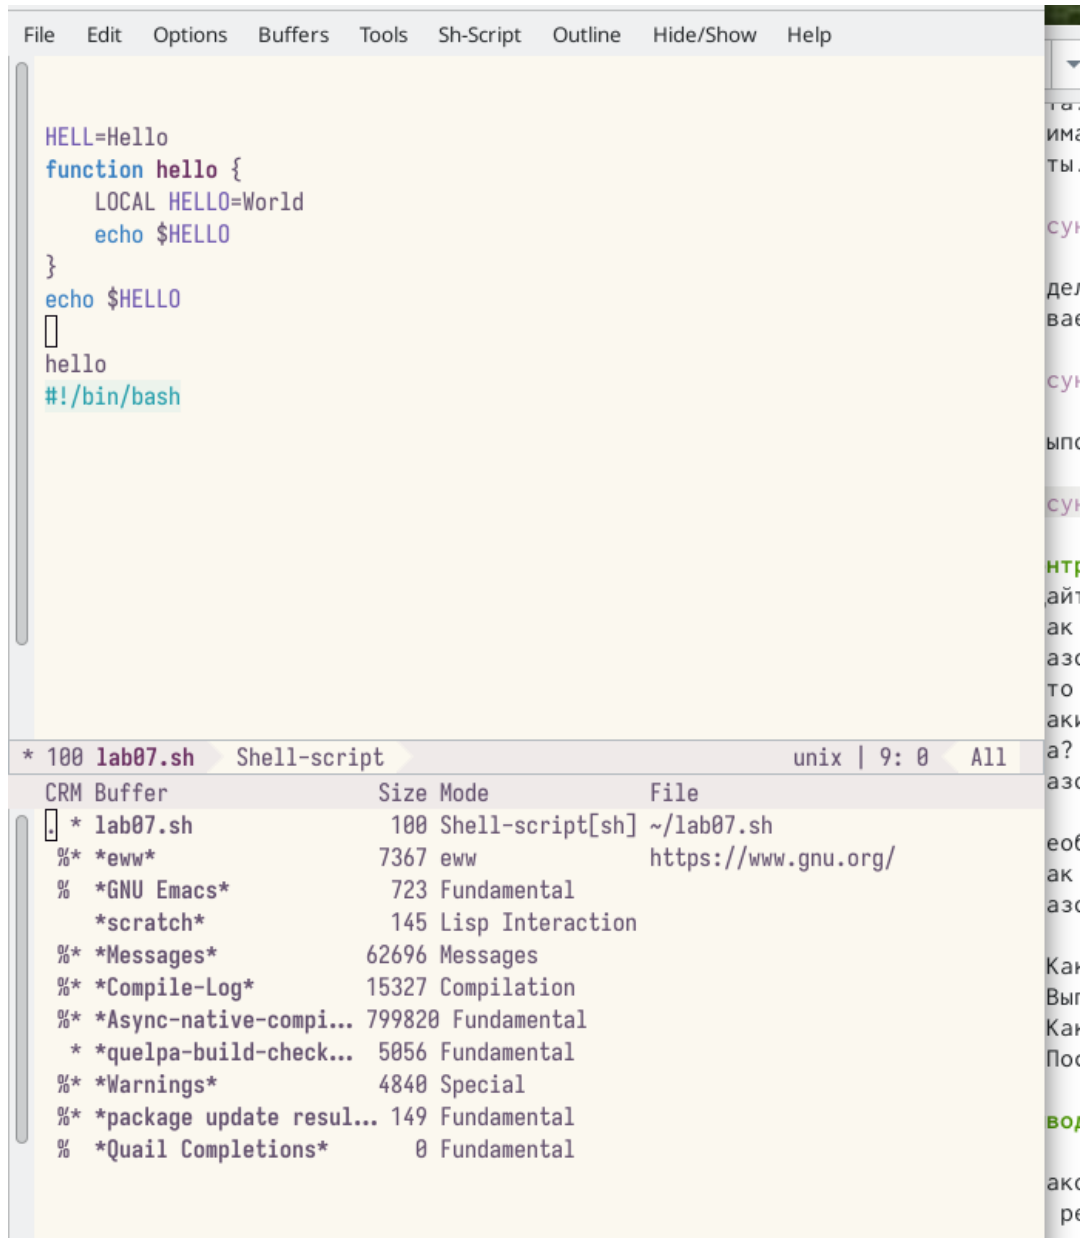 File Edit Options Buffers Tools Sh-Script Outline Hide/Show Help
HELL=Hello
function hello {
    LOCAL HELLO=World
    echo $HELLO
}
echo $HELLO
hello
#!/bin/bash
* 100 lab07.sh Shell-script unix | 9: 0 All
CRM Buffer Size Mode File
. * lab07.sh 100 Shell-script[sh] ~/lab07.sh
%* *eww* 7367 eww https://www.gnu.org/
% *GNU Emacs* 723 Fundamental
*scratch* 145 Lisp Interaction
%* *Messages* 62696 Messages
%* *Compile-Log* 15327 Compilation
%* *Async-native-compi... 799820 Fundamental
* *quelpa-build-check... 5056 Fundamental
%* *Warnings* 4840 Special
%* *package update resul... 149 Fundamental
% *Quail Completions* 0 Fundamental